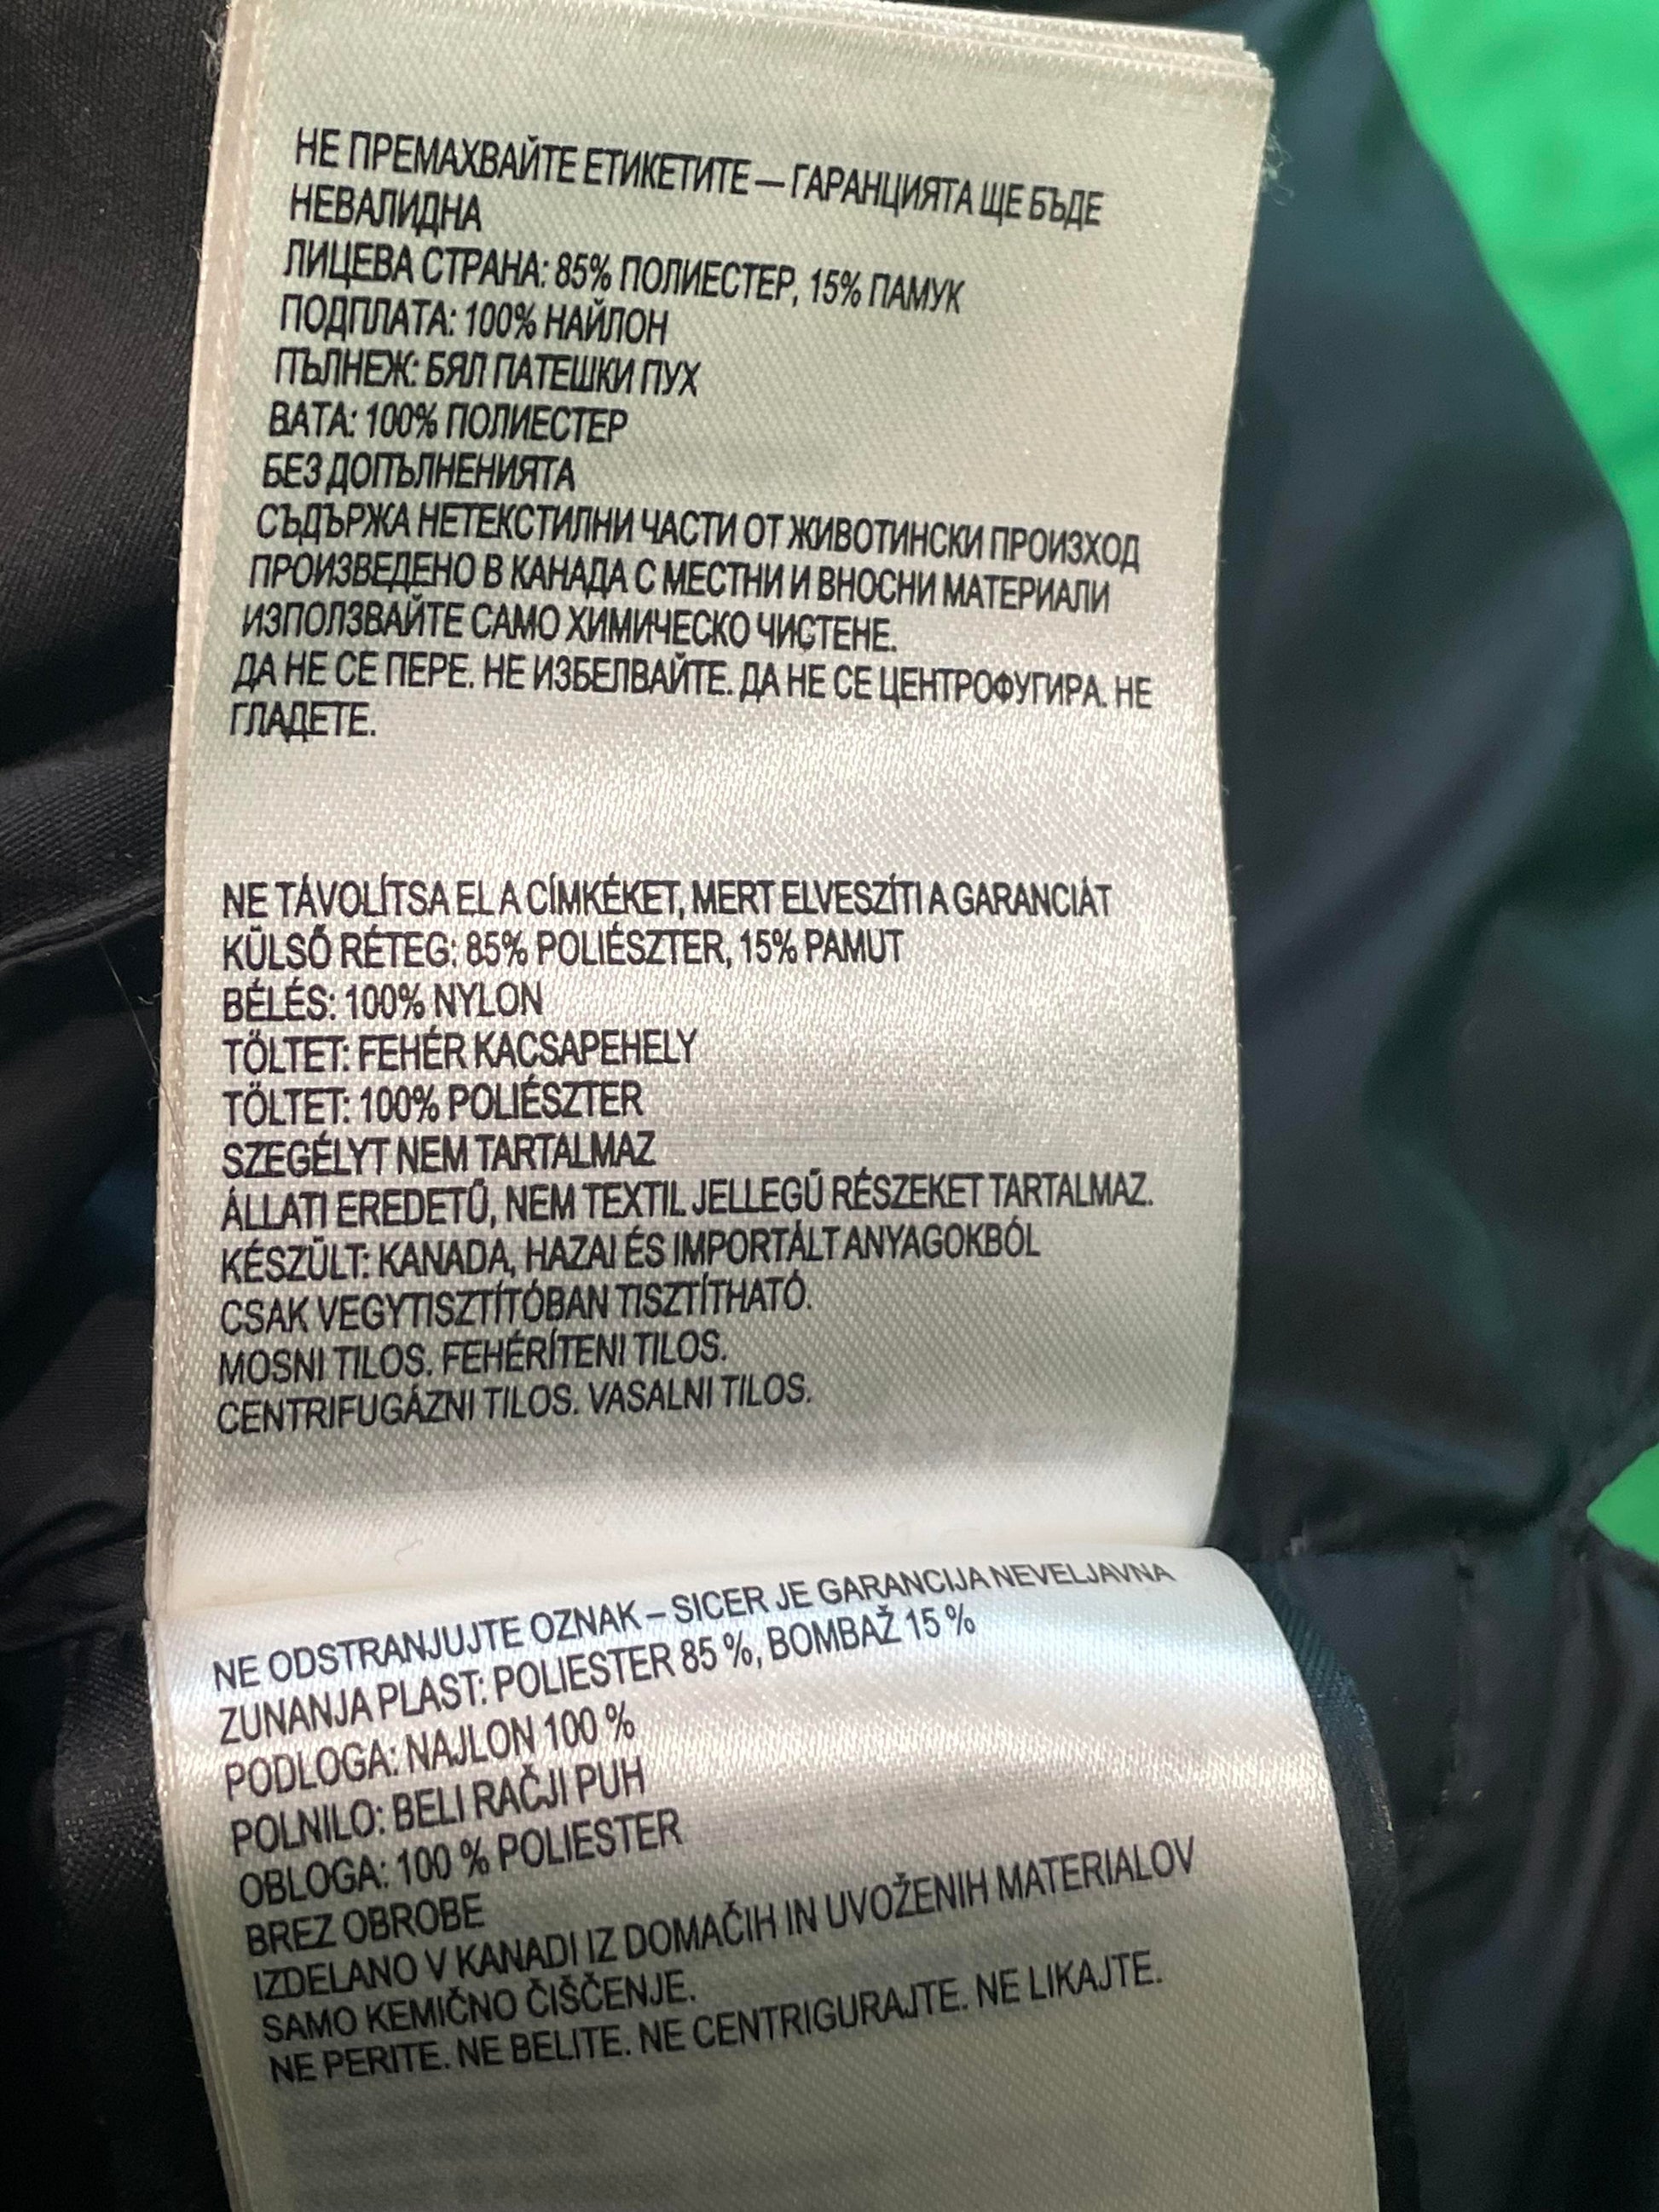 НЕ ПРЕМАХВАЙТЕ ЕТИКЕТИТЕ — ГАРАНЦИЯТА ЩЕ БЪДЕ
НЕВАЛИДНА
ЛИЦЕВА СТРАНА: 85% ПОЛИЕСТЕР, 15% ПАМУК
ПОДПЛАТА: 100% НАЙЛОН
ПЪЛНЕЖ: БЯЛ ПАТЕШКИ ПУХ
ВАТА: 100% ПОЛИЕСТЕР
БЕЗ ДОПЪЛНЕНИЯТА
СЪДЪРЖА НЕТЕКСТИЛНИ ЧАСТИ ОТ ЖИВОТИНСКИ ПРОИЗХОД
ПРОИЗВЕДЕНО В КАНАДА С МЕСТНИ И ВНОСНИ МАТЕРИАЛИ
ИЗПОЛЗВАЙТЕ САМО ХИМИЧЕСКО ЧИСТЕНЕ.
ДА НЕ СЕ ПЕРЕ. НЕ ИЗБЕЛВАЙТЕ. ДА НЕ СЕ ЦЕНТРОФУГИРА. НЕ
ГЛАДЕТЕ.
NE TÁVOLÍTSA EL A CÍMKÉKET, MERT ELVESZÍTI A GARANCIÁT
KÜLSŐ RÉTEG: 85% POLIÉSZTER, 15% PAMUT
BÉLÉS: 100% NYLON
TÖLTET: FEHÉR KACSAPEHELY
TÖLTET: 100% POLIÉSZTER
SZEGÉLYT NEM TARTALMAZ
ÁLLATI EREDETŰ, NEM TEXTIL JELLEGŰ RÉSZEKET TARTALMAZ.
KÉSZÜLT: KANADA, HAZAI ÉS IMPORTÁLT ANYAGOKBÓL
CSAK VEGYTISZTÍTÓBAN TISZTÍTHATÓ.
MOSNI TILOS. FEHÉRÍTENI TILOS.
CENTRIFUGÁZNI TILOS. VASALNI TILOS.
NE ODSTRANJUJTE OZNAK – SICER JE GARANCIJA NEVELJAVNA
ZUNANJA PLAST: POLIESTER 85 %, BOMBAŽ 15 %
PODLOGA: NAJLON 100 %
POLNILO: BELI RAČJI PUH
OBLOGA: 100 % POLIESTER
BREZ OBROBE
IZDELANO V KANADI IZ DOMAČIH IN UVOŽENIH MATERIALOV
SAMO KEMIČNO ČIŠČENJE.
NE PERITE. NE BELITE. NE CENTRIGURAJTE. NE LIKAJTE.